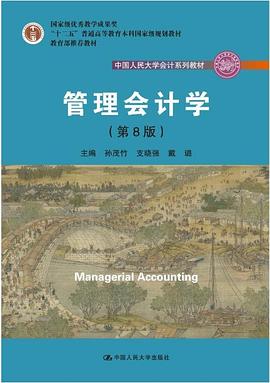 国家级优秀教学成果奖
“十二五”普通高等教育本科国家级规划教材
教育部推荐教材
中国人民大学会计系列教材
管理会计学
（第8版）
主编 孙茂竹 支晓强 戴璐
Managerial Accounting
中国人民大学出版社